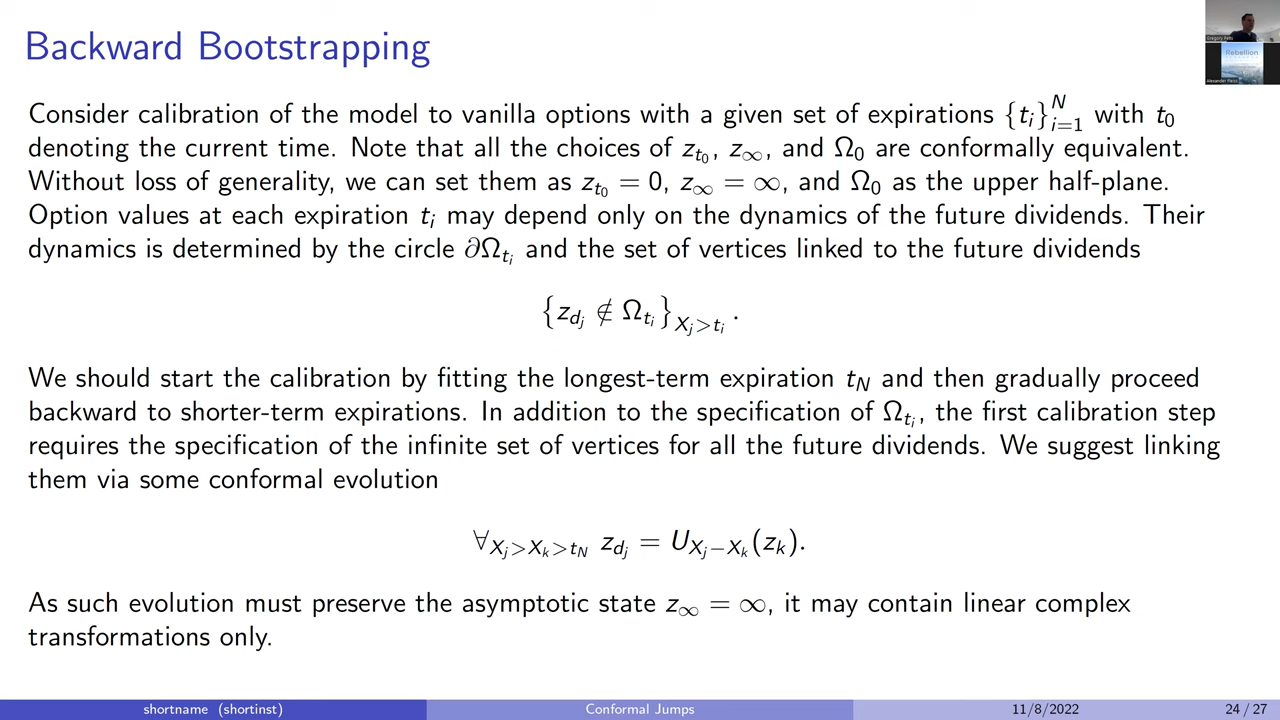 Backward Bootstrapping
Gregory Pelts
Rebellion
Consider calibration of the model to vanilla options with a given set of expirations {t_i}_{i=1}^N with t_0
denoting the current time. Note that all the choices of z_{t_0}, z_∞, and Ω_0 are conformally equivalent.
Without loss of generality, we can set them as z_{t_0} = 0, z_∞ = ∞, and Ω_0 as the upper half-plane.
Option values at each expiration t_i may depend only on the dynamics of the future dividends. Their
dynamics is determined by the circle ∂Ω_{t_i} and the set of vertices linked to the future dividends
{z_{d_j} ∉ Ω_{t_i}}_{X_j>t_i} .
We should start the calibration by fitting the longest-term expiration t_N and then gradually proceed
backward to shorter-term expirations. In addition to the specification of Ω_{t_i}, the first calibration step
requires the specification of the infinite set of vertices for all the future dividends. We suggest linking
them via some conformal evolution
∀_{X_j>X_k>t_N} z_{d_j} = U_{X_j−X_k}(z_k).
As such evolution must preserve the asymptotic state z_∞ = ∞, it may contain linear complex
transformations only.
shortname (shortinst)
Conformal Jumps
11/8/2022
24 / 27